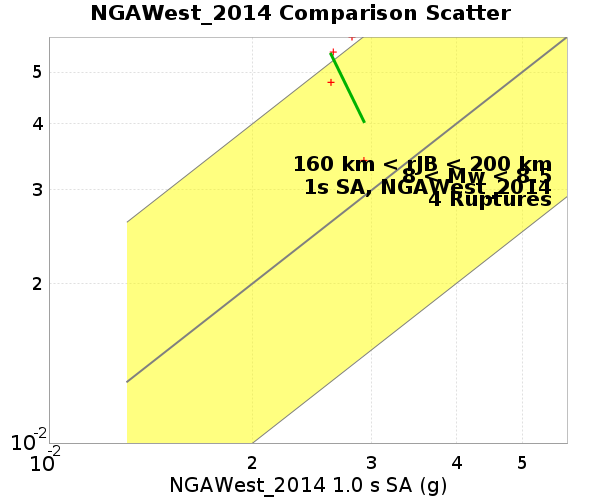 NGAWest_2014 Comparison Scatter
5
4
3
2
10-2
10-2
2
3
4
5
160 km < rJB < 200 km
8 < Mw < 8.5
1s SA, NGAWest_2014
4 Ruptures
NGAWest_2014 1.0 s SA (g)